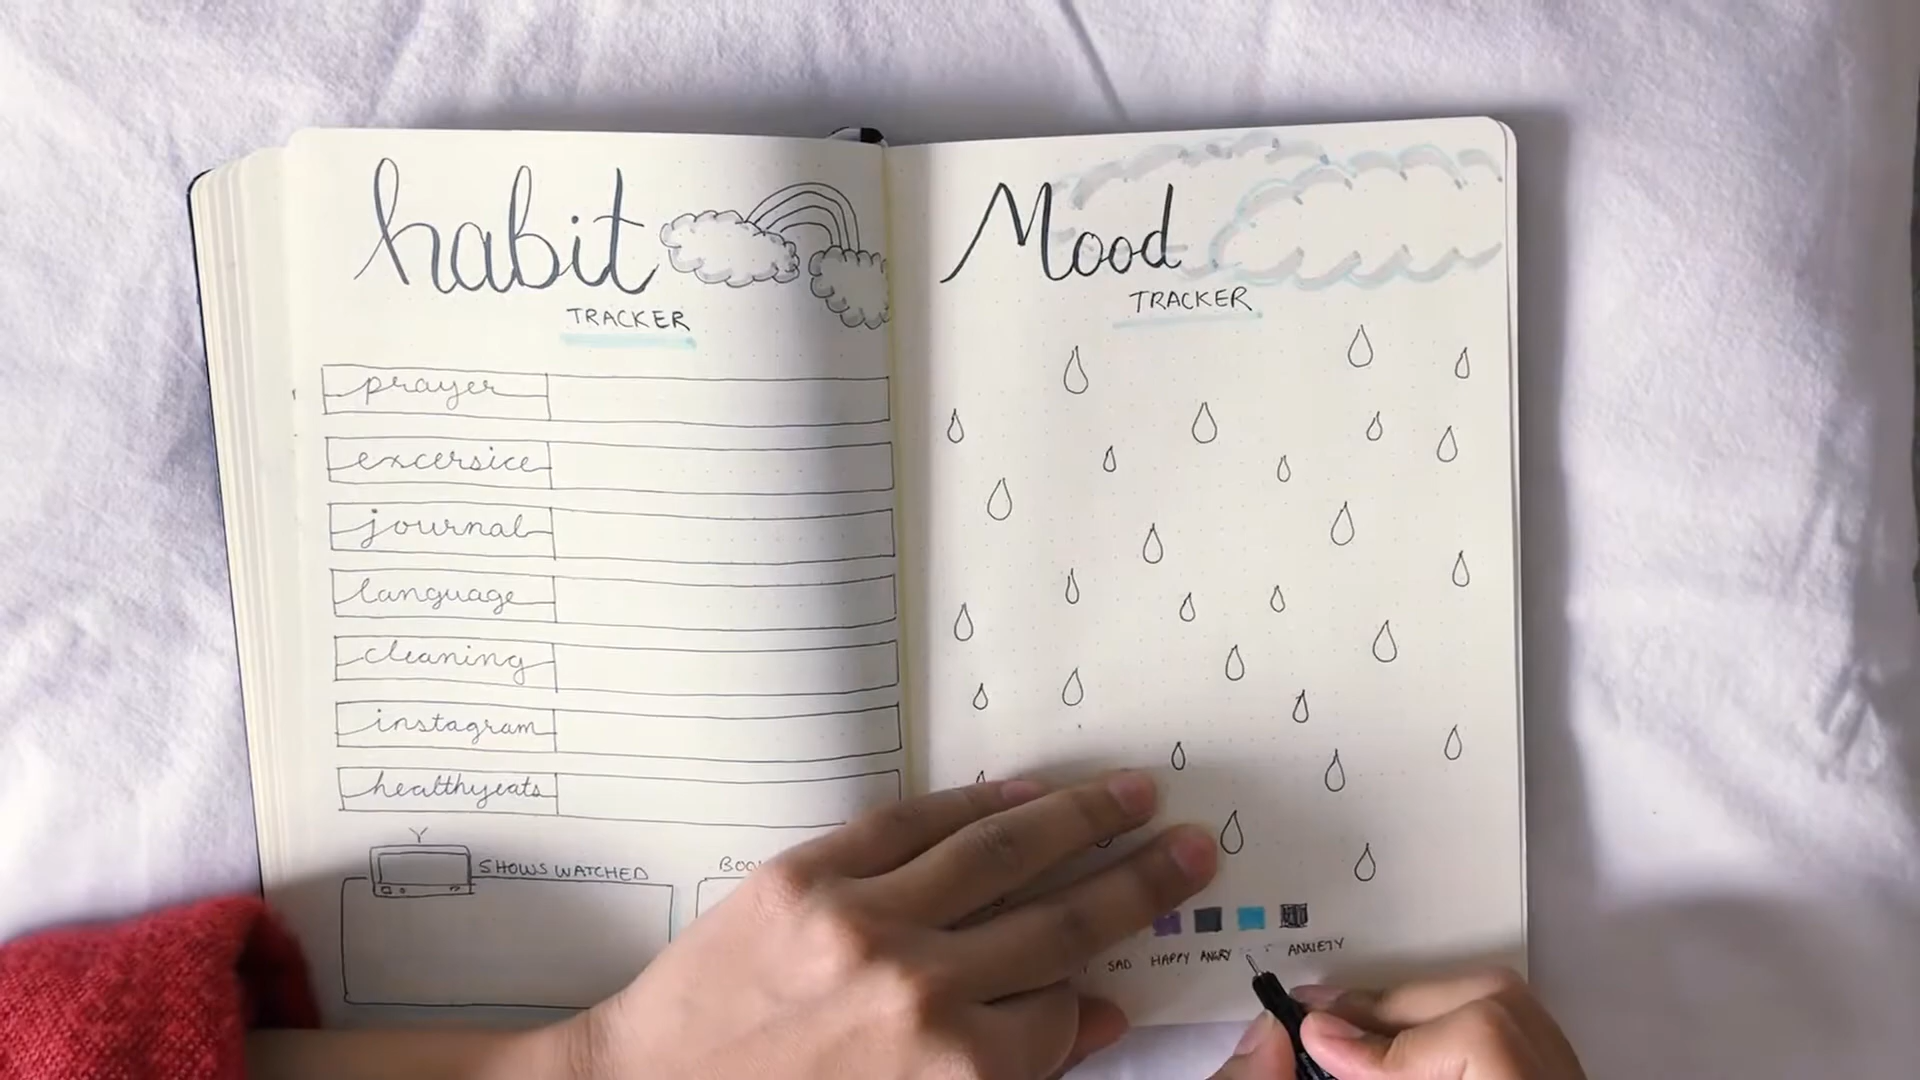 habit
TRACKER
prayer
excersice
journal
language
cleaning
instagram
healthyeats
SHOWS WATCHED
Mood
TRACKER
SAD HAPPY ANGRY ANXIETY